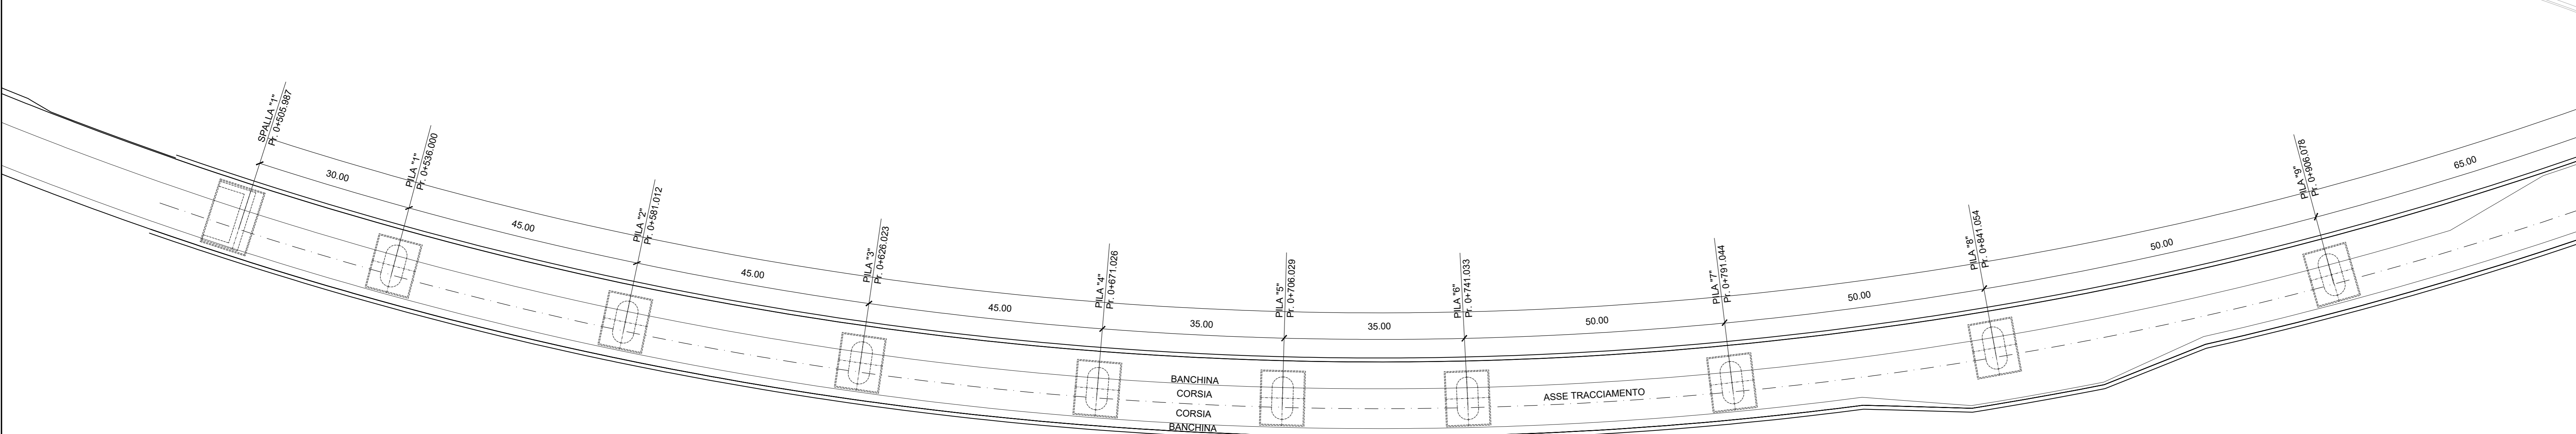 SPALLA "1"
Pr. 0+505.987
30.00
PILA "1"
Pr. 0+536.000
45.00
PILA "2"
Pr. 0+581.012
45.00
PILA "3"
Pr. 0+626.023
45.00
PILA "4"
Pr. 0+671.026
35.00
PILA "5"
Pr. 0+706.029
35.00
PILA "6"
Pr. 0+741.033
50.00
PILA "7"
Pr. 0+791.044
50.00
PILA "8"
Pr. 0+841.054
50.00
PILA "9"
Pr. 0+906.078
65.00
BANCHINA
CORSIA
ASSE TRACCIAMENTO
CORSIA
BANCHINA